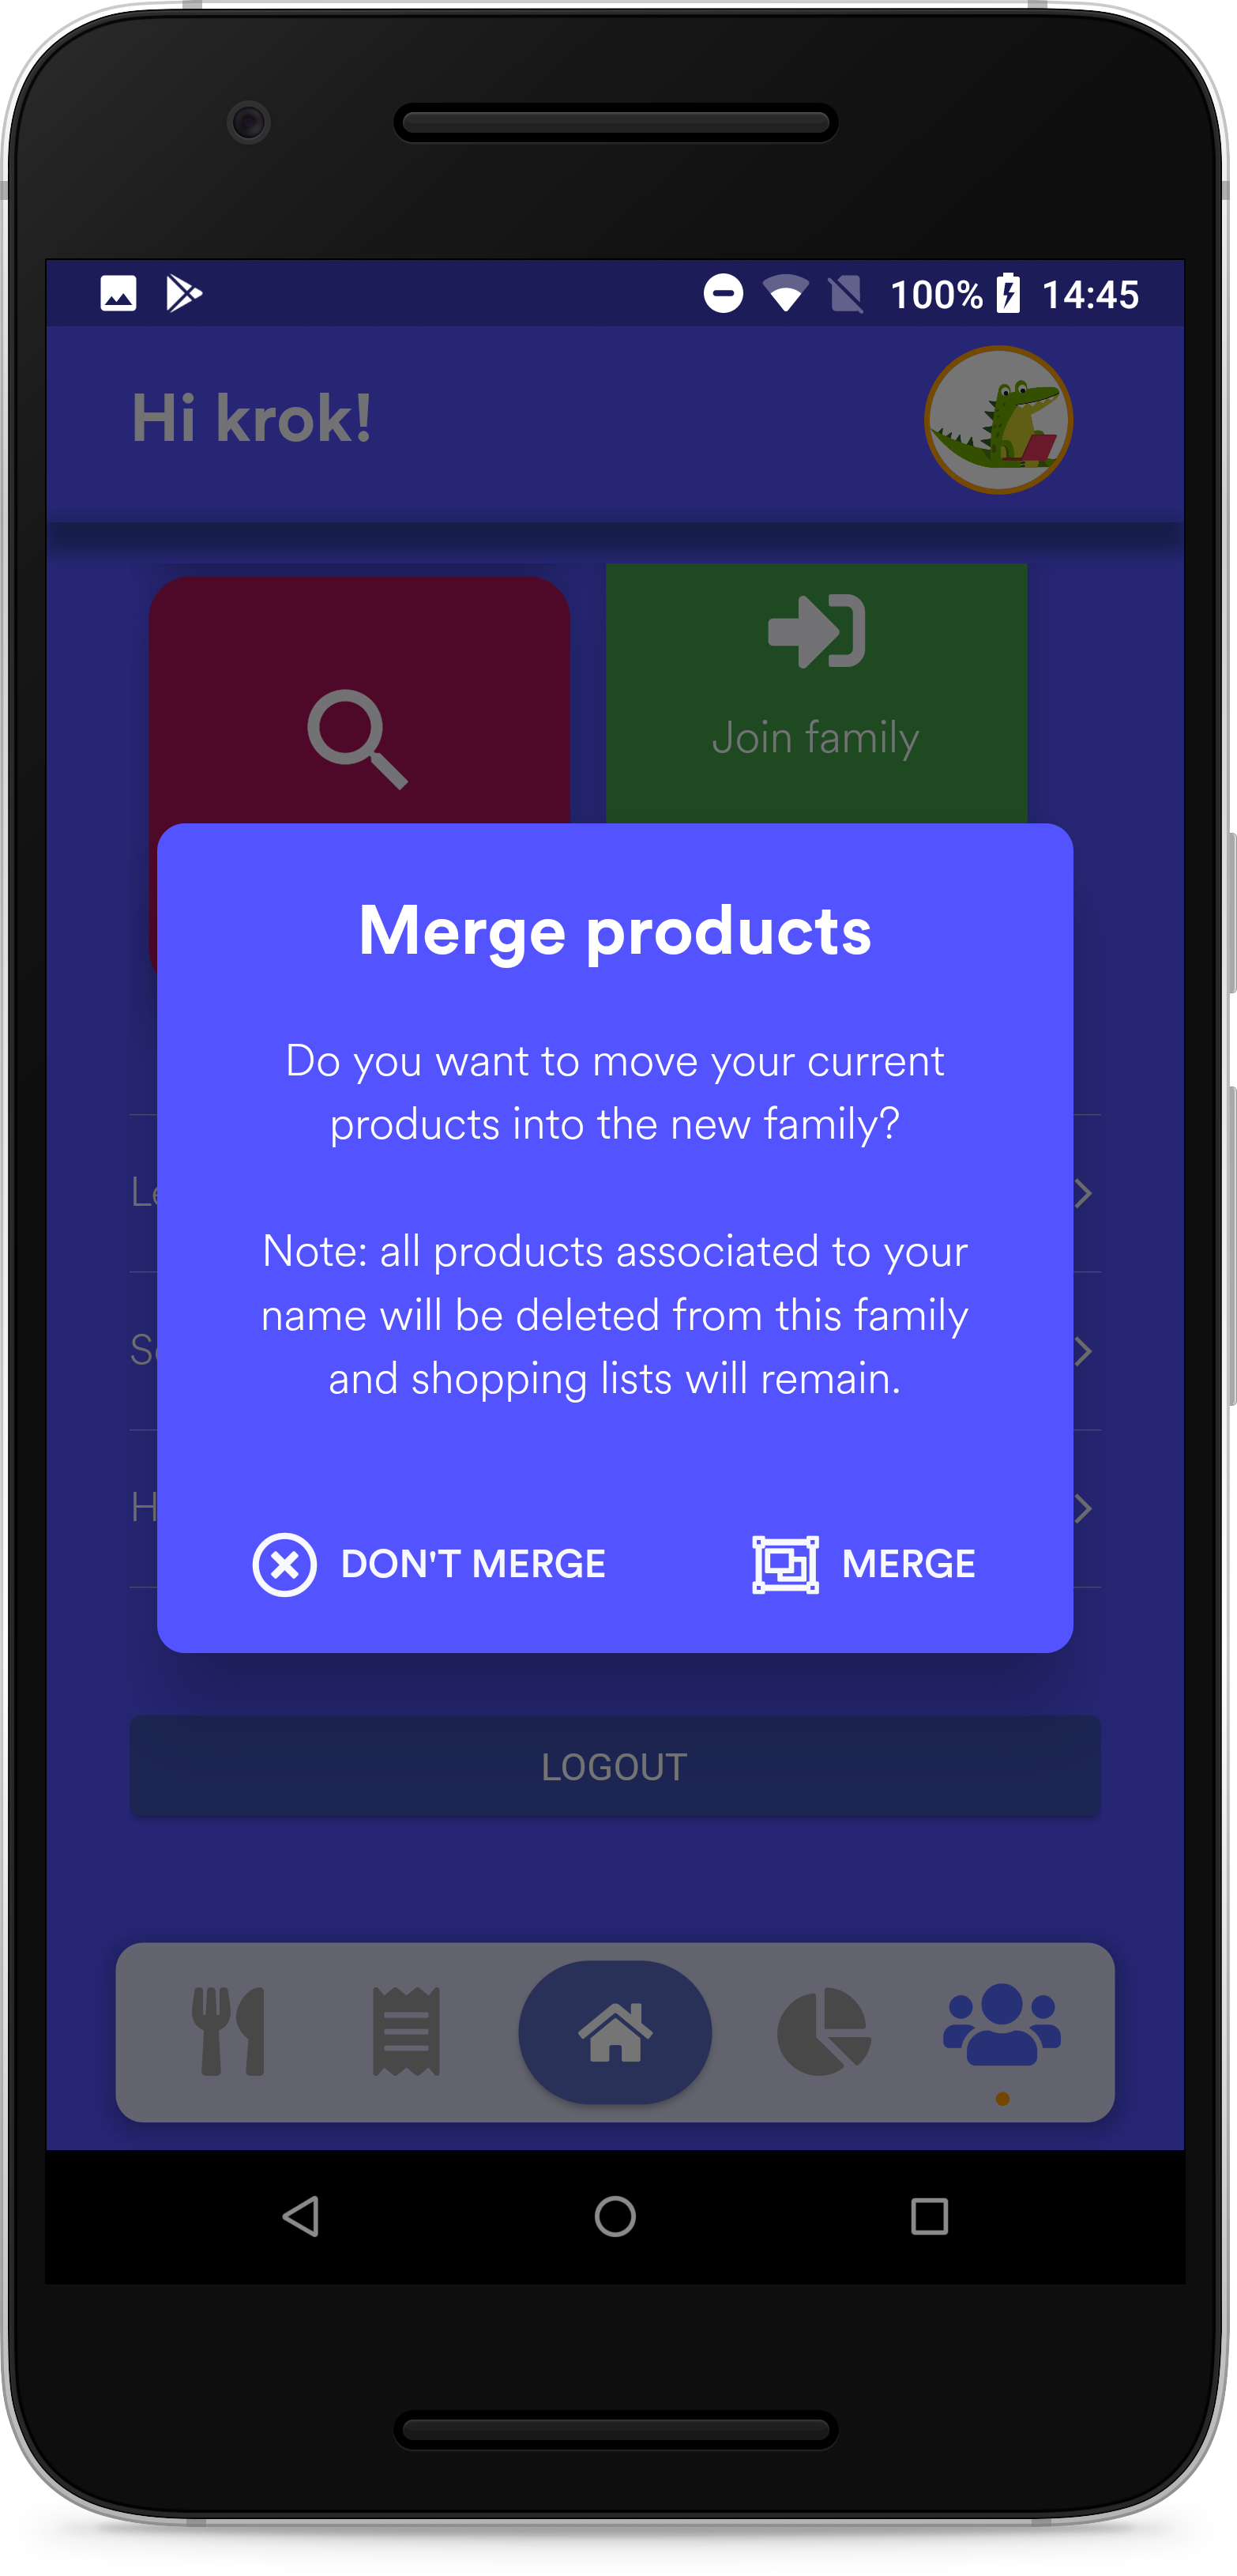 100% 14:45
Hi krok!
Join family
Merge products
Do you want to move your current
products into the new family?
Note: all products associated to your
name will be deleted from this family
and shopping lists will remain.
DON'T MERGE MERGE
LOGOUT